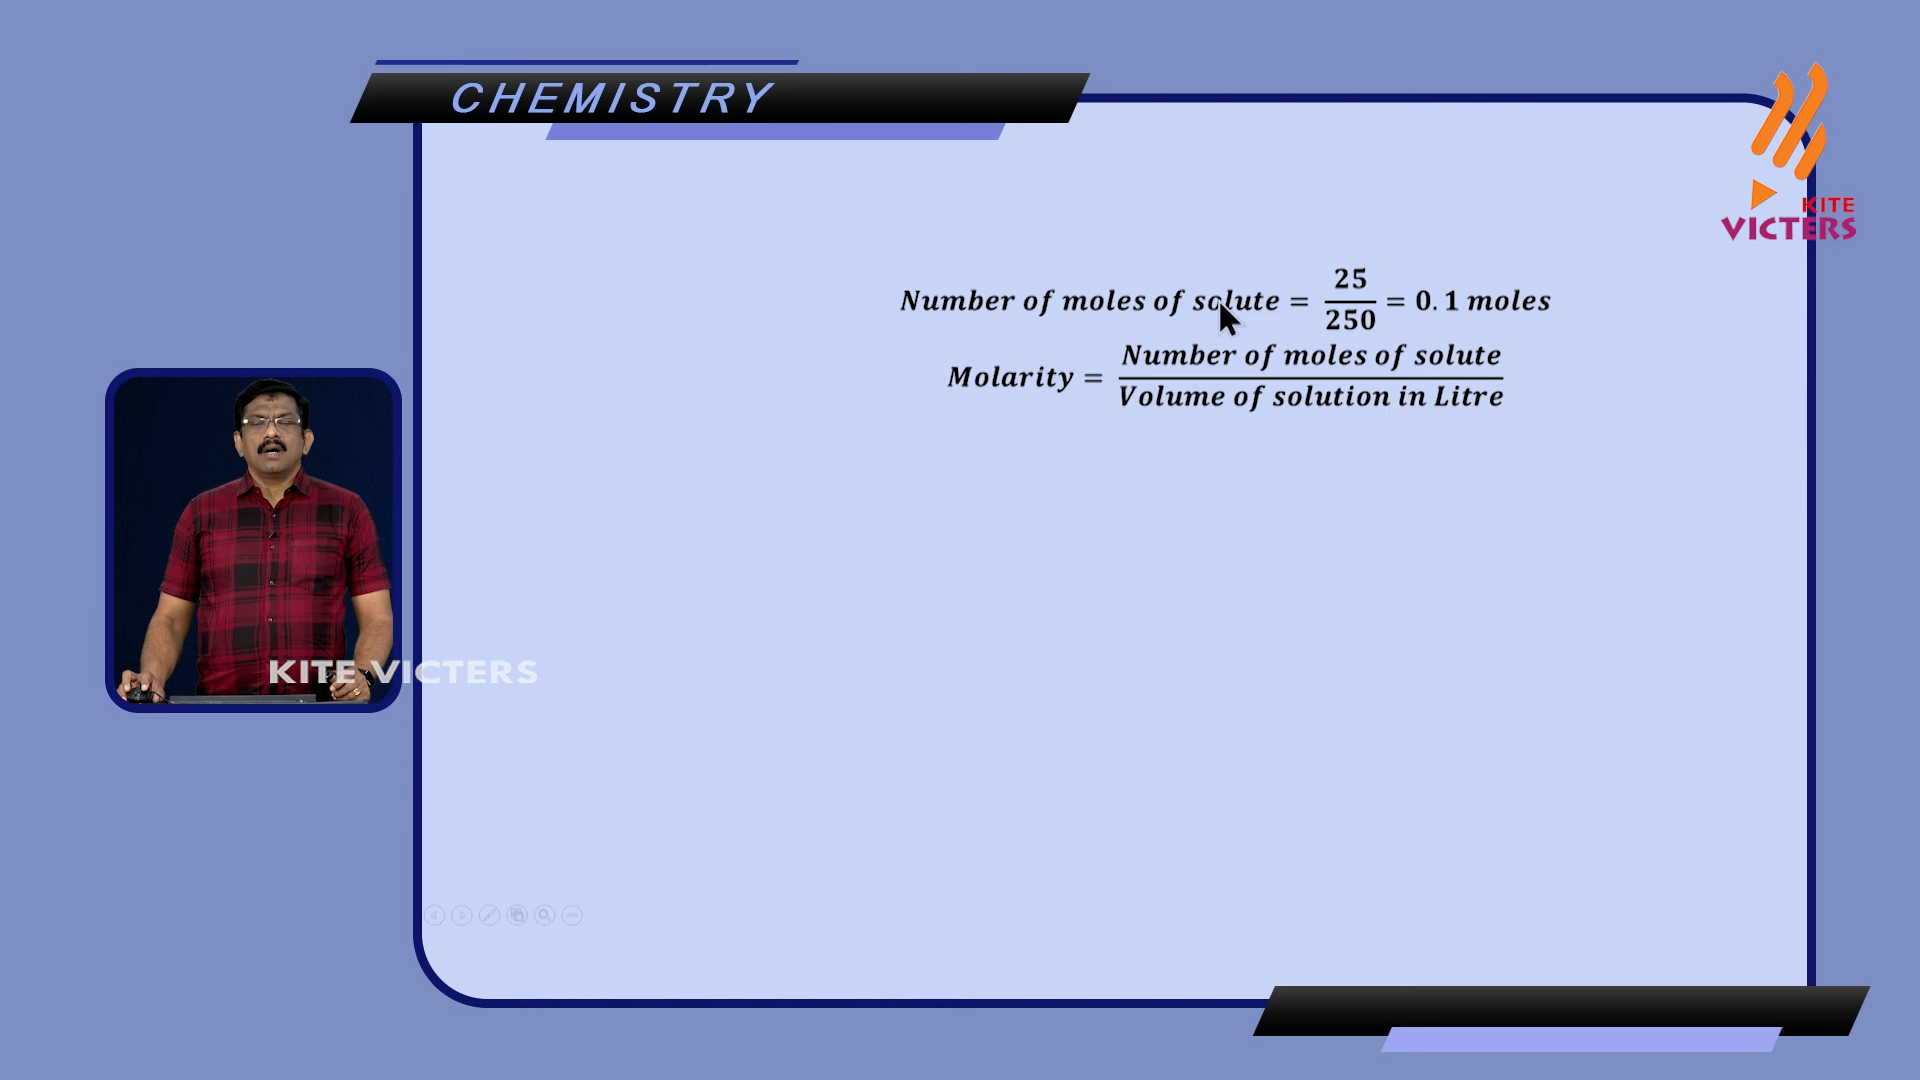 CHEMISTRY
KITE
VICTERS
Number of moles of solute = 25/250 = 0.1 moles
Molarity = Number of moles of solute / Volume of solution in Litre
KITE VICTERS